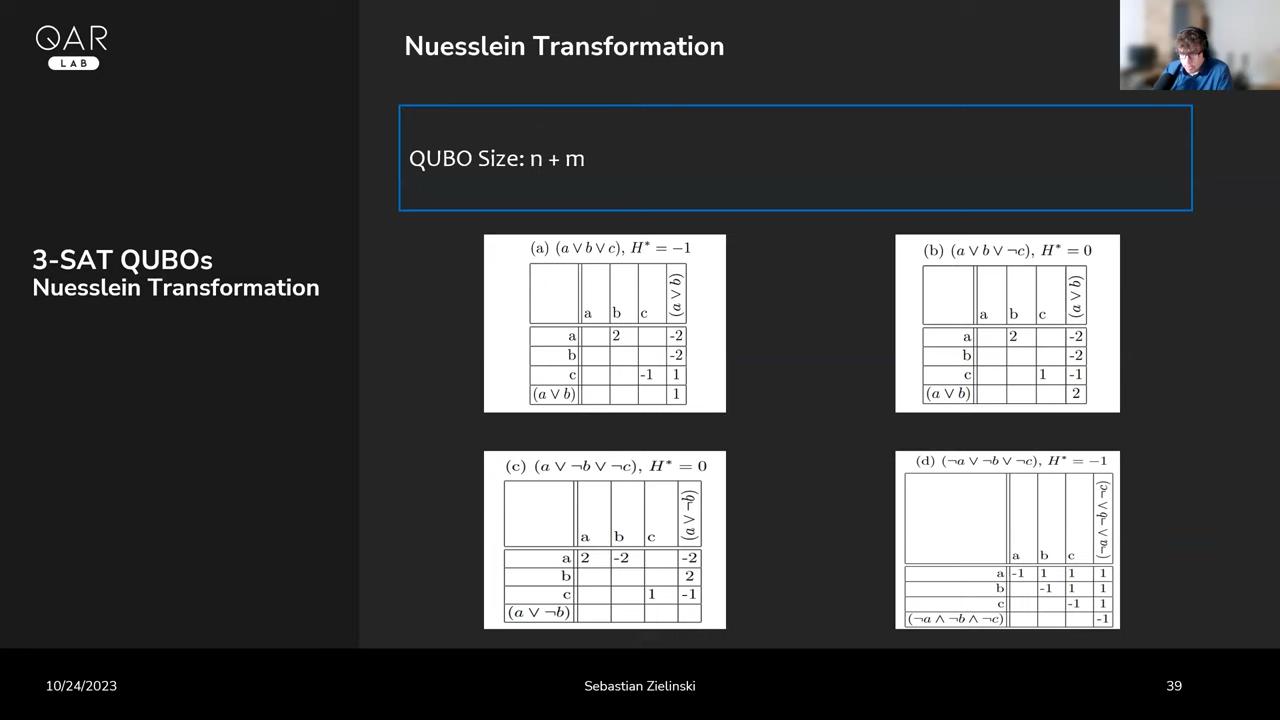 QAR
LAB
Nuesslein Transformation
QUBO Size: n + m
3-SAT QUBOs
Nuesslein Transformation
(a) (a ∨ b ∨ c), H* = −1
(a ∨ b)
a b c
a 2 -2
b -2
c -1 1
(a ∨ b) 1
(b) (a ∨ b ∨ ¬c), H* = 0
(a ∨ b)
a b c
a 2 -2
b -2
c 1 -1
(a ∨ b) 2
(c) (a ∨ ¬b ∨ ¬c), H* = 0
(a ∨ ¬b)
a b c
a 2 -2 -2
b 2
c 1 -1
(a ∨ ¬b)
(d) (¬a ∨ ¬b ∨ ¬c), H* = −1
(¬a ∨ ¬b ∨ ¬c)
a b c
a -1 1 1 1
b -1 1 1
c -1 1
(¬a ∧ ¬b ∧ ¬c) -1
10/24/2023
Sebastian Zielinski
39